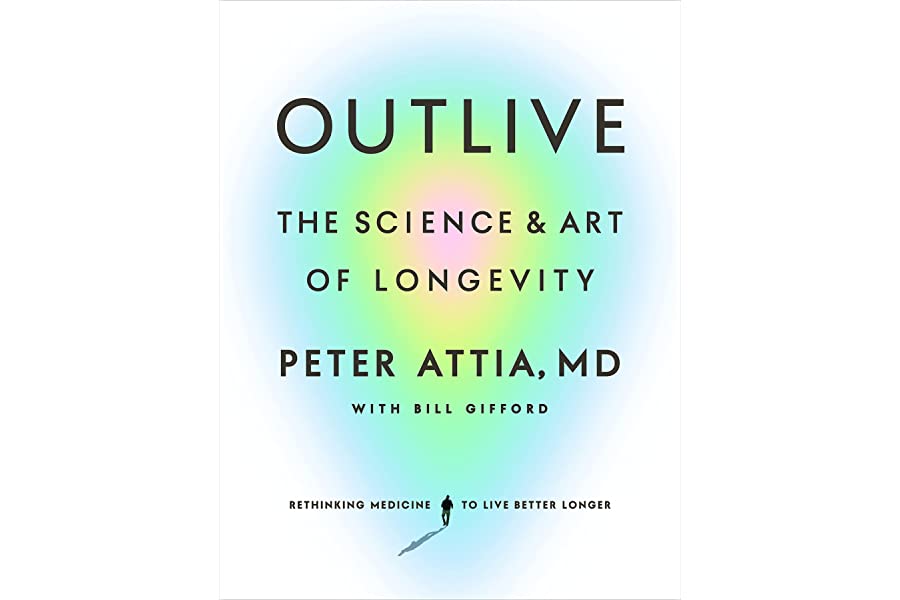 OUTLIVE
THE SCIENCE & ART
OF LONGEVITY
PETER ATTIA, MD
WITH BILL GIFFORD
RETHINKING MEDICINE TO LIVE BETTER LONGER